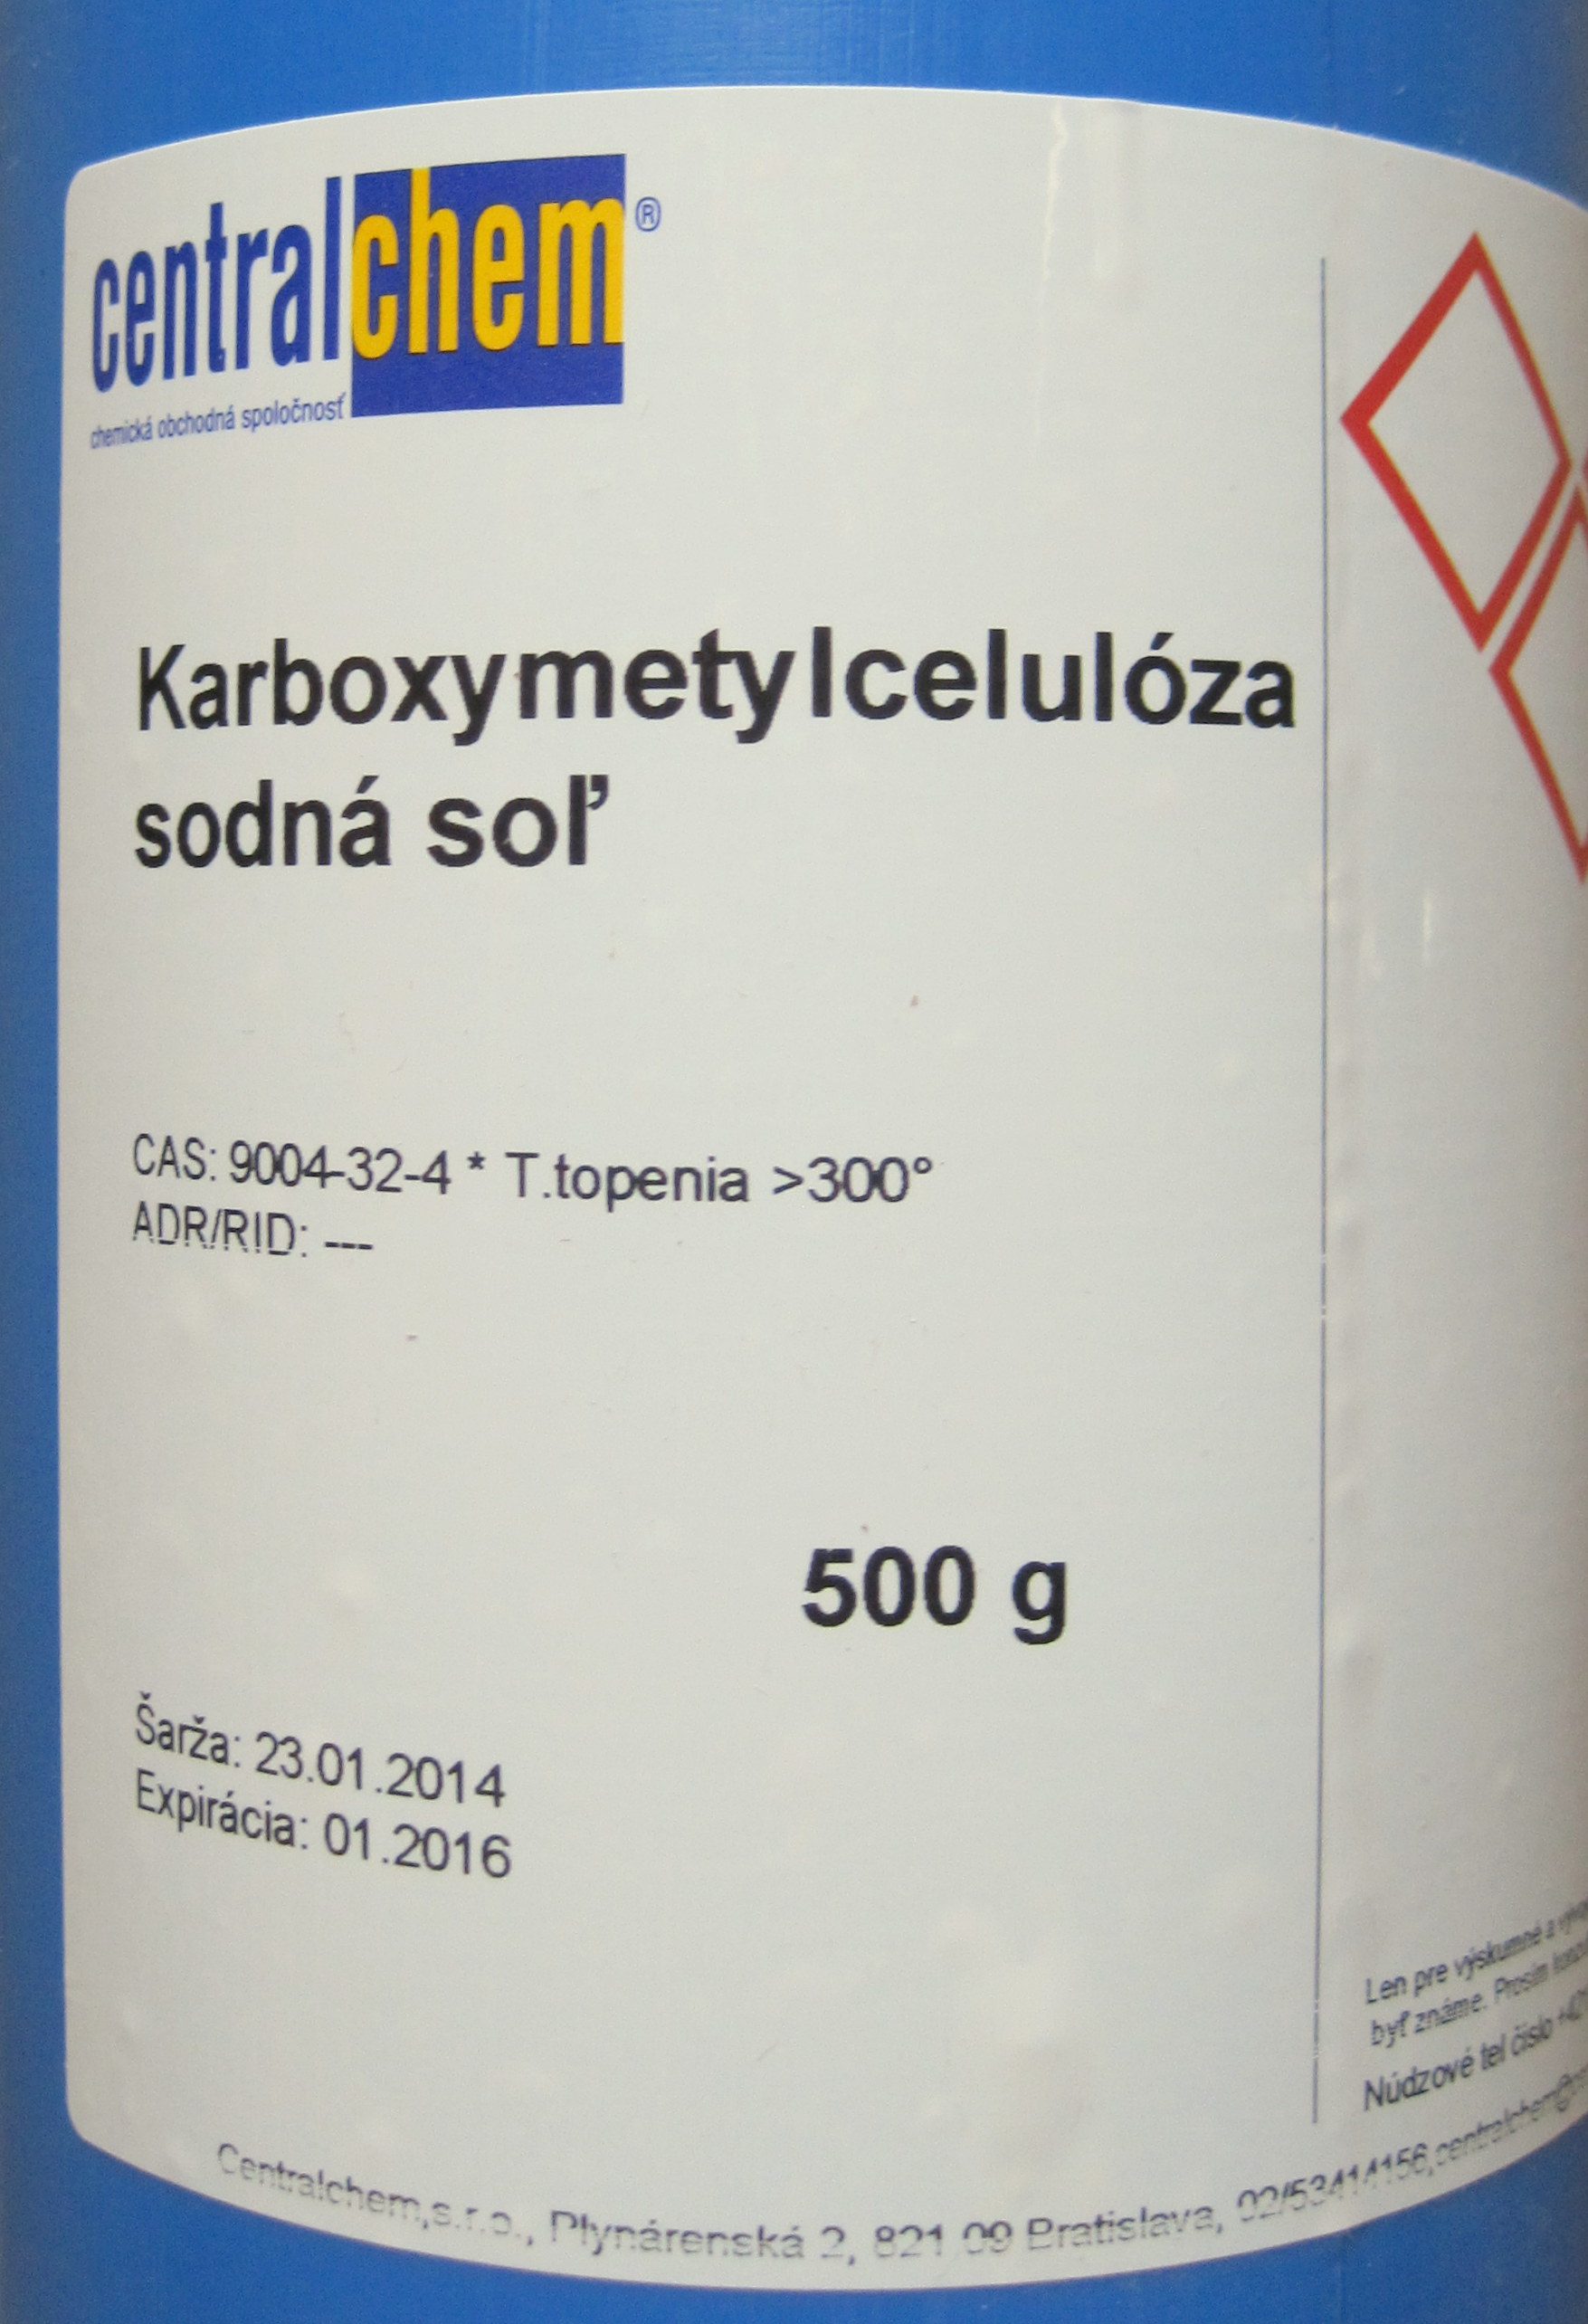 centralchem®
chemická obchodná spoločnosť
Karboxymetylcelulóza
sodná soľ
CAS: 9004-32-4 * T.topenia >300°
ADR/RID: ---
500 g
Šarža: 23.01.2014
Expirácia: 01.2016
Len pre výskumné a
byť známe. Prosím
Núdzové tel číslo
Centralchem,s.r.o., Plynárenská 2, 821 09 Bratislava, 02/53414156,centralchem@